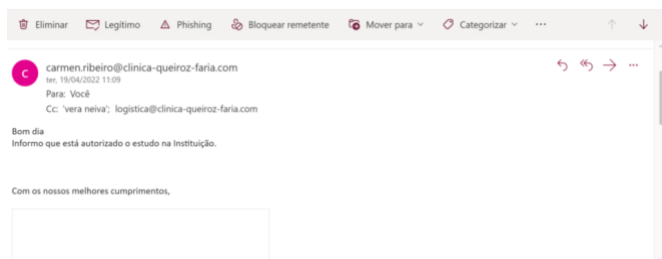 Eliminar Legítimo Phishing Bloquear remetente Mover para Categorizar ...
C
carmen.ribeiro@clinica-queiroz-faria.com
ter, 19/04/2022 11:09
Para: Você
Cc: 'vera neiva'; logistica@clinica-queiroz-faria.com
Bom dia
Informo que está autorizado o estudo na Instituição.
Com os nossos melhores cumprimentos,